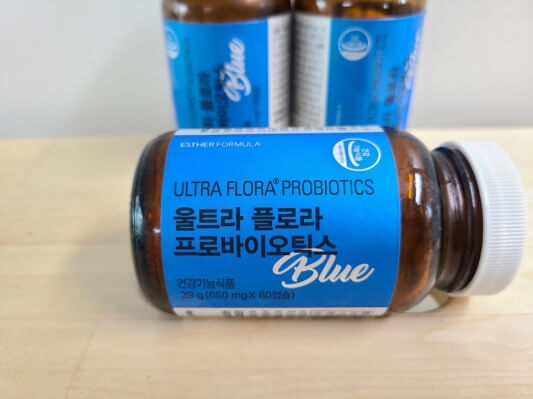 Blue
ESTHER FORMULA
ULTRA FLORA® PROBIOTICS
울트라 플로라
프로바이오틱스
Blue
건강기능식품
39 g (650 mg X 60캡슐)